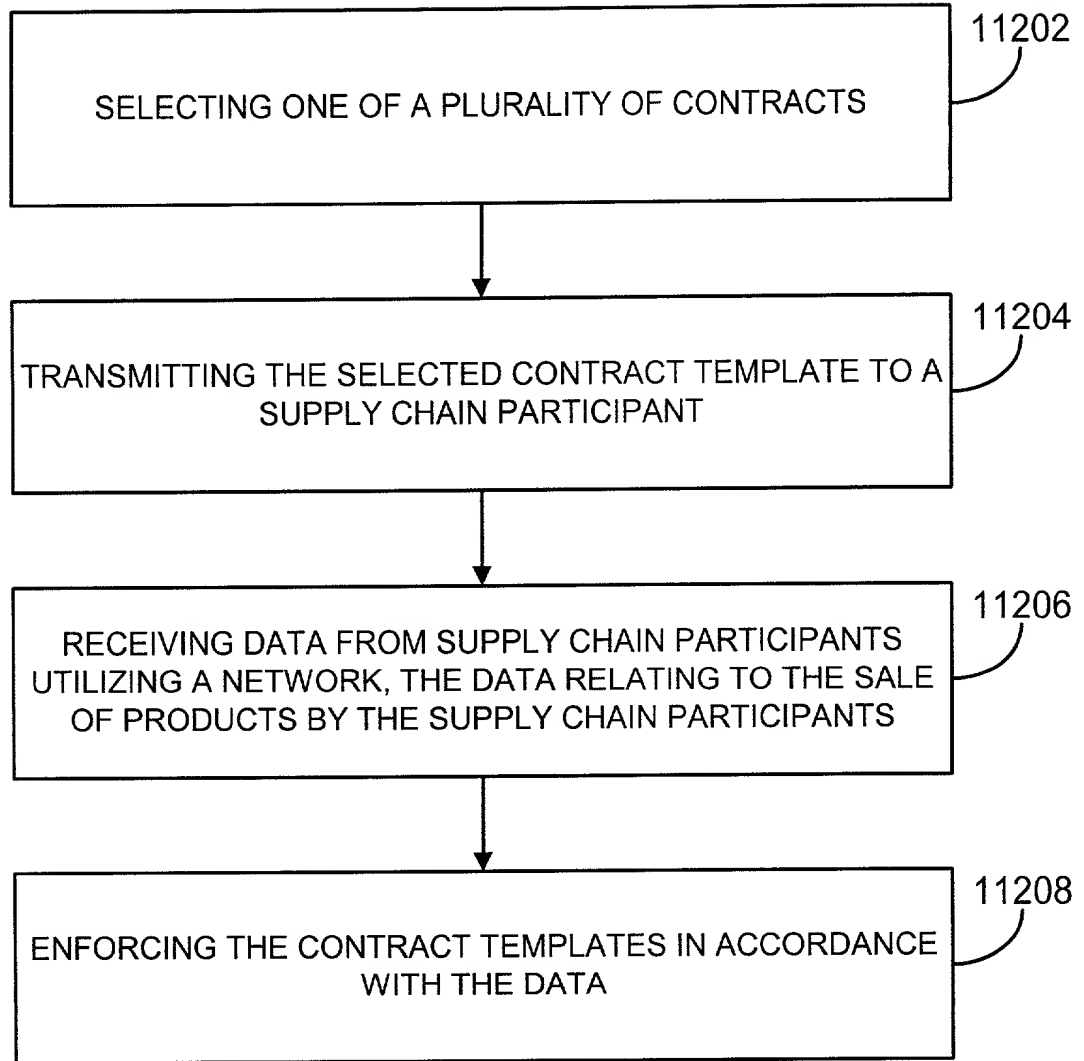 11202
SELECTING ONE OF A PLURALITY OF CONTRACTS
11204
TRANSMITTING THE SELECTED CONTRACT TEMPLATE TO A
SUPPLY CHAIN PARTICIPANT
11206
RECEIVING DATA FROM SUPPLY CHAIN PARTICIPANTS
UTILIZING A NETWORK, THE DATA RELATING TO THE SALE
OF PRODUCTS BY THE SUPPLY CHAIN PARTICIPANTS
11208
ENFORCING THE CONTRACT TEMPLATES IN ACCORDANCE
WITH THE DATA